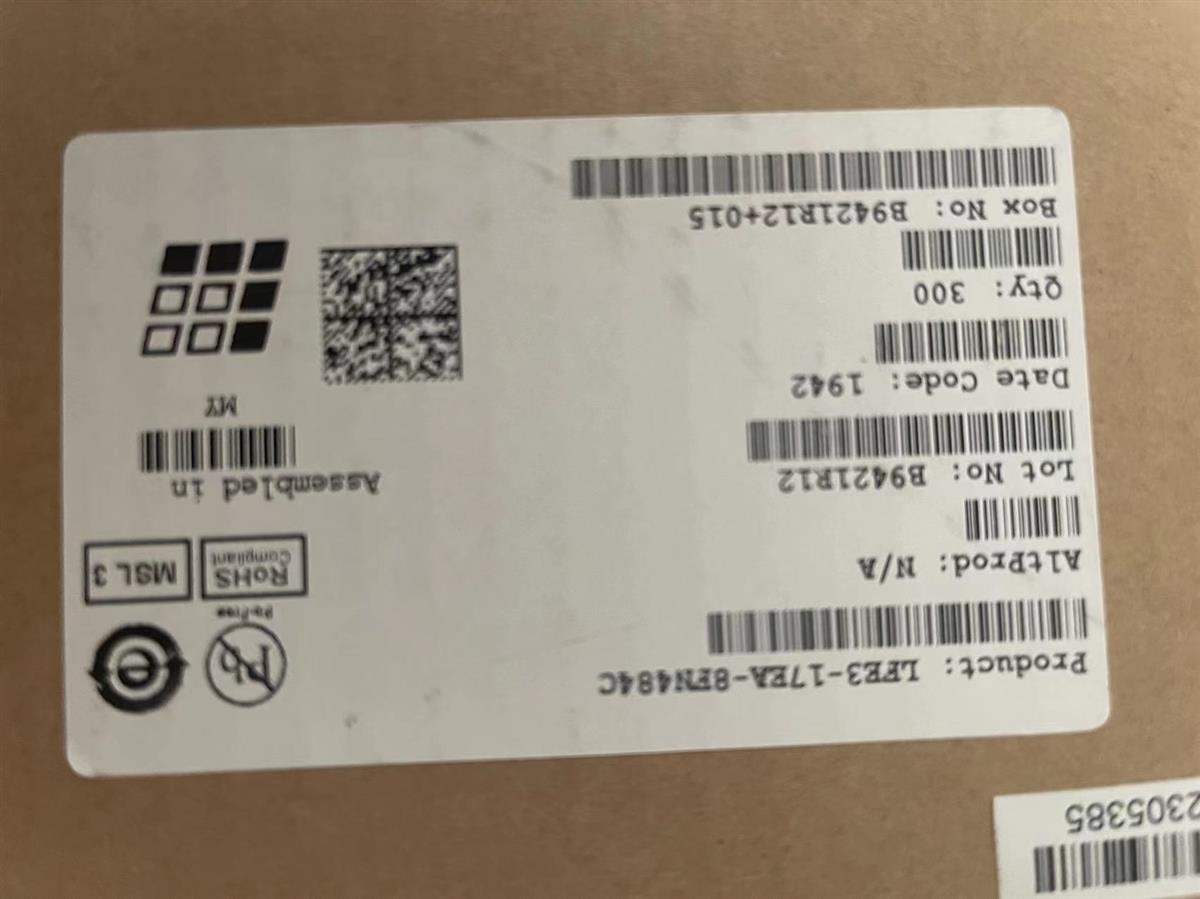 Product: LFE3-17EA-8FN484C
AltProd: N/A
Lot No: B9421R12
Date Code: 1942
Qty: 300
Box No: B9421R12+015
Pb
Pb-Free
e
RoHS
Compliant
MSL 3
Assembled in
MY
2305385